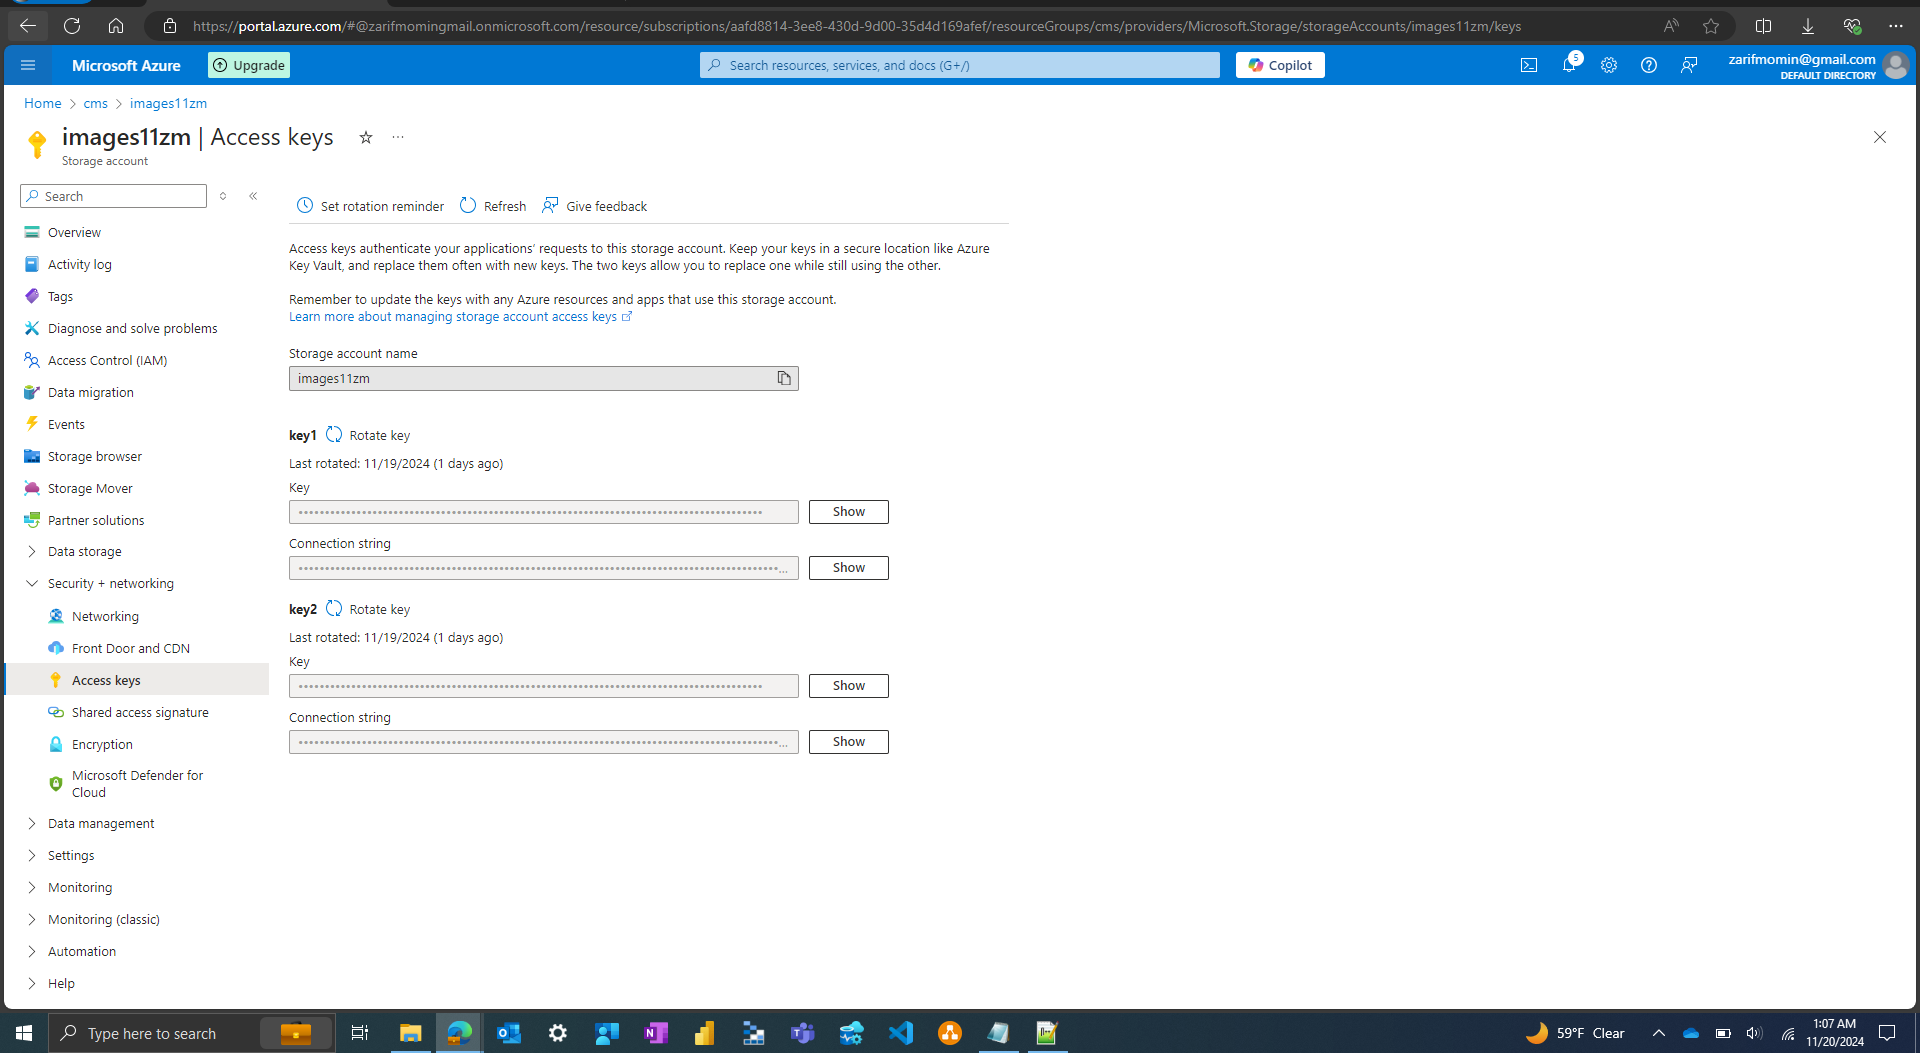 https://portal.azure.com/#@zarifmomingmail.onmicrosoft.com/resource/subscriptions/aafd8814-3ee8-430d-9d00-35d4d169afef/resourceGroups/cms/providers/Microsoft.Storage/storageAccounts/images11zm/keys
Microsoft Azure
Upgrade
Search resources, services, and docs (G+/)
Copilot
5
zarifmomin@gmail.com
DEFAULT DIRECTORY
Home > cms > images11zm
images11zm | Access keys
Storage account
Search
Overview
Activity log
Tags
Diagnose and solve problems
Access Control (IAM)
Data migration
Events
Storage browser
Storage Mover
Partner solutions
Data storage
Security + networking
Networking
Front Door and CDN
Access keys
Shared access signature
Encryption
Microsoft Defender for
Cloud
Data management
Settings
Monitoring
Monitoring (classic)
Automation
Help
Set rotation reminder
Refresh
Give feedback
Access keys authenticate your applications' requests to this storage account. Keep your keys in a secure location like Azure
Key Vault, and replace them often with new keys. The two keys allow you to replace one while still using the other.
Remember to update the keys with any Azure resources and apps that use this storage account.
Learn more about managing storage account access keys
Storage account name
images11zm
key1 Rotate key
Last rotated: 11/19/2024 (1 days ago)
Key
Show
Connection string
Show
key2 Rotate key
Last rotated: 11/19/2024 (1 days ago)
Key
Show
Connection string
Show
Type here to search
59°F Clear
1:07 AM
11/20/2024